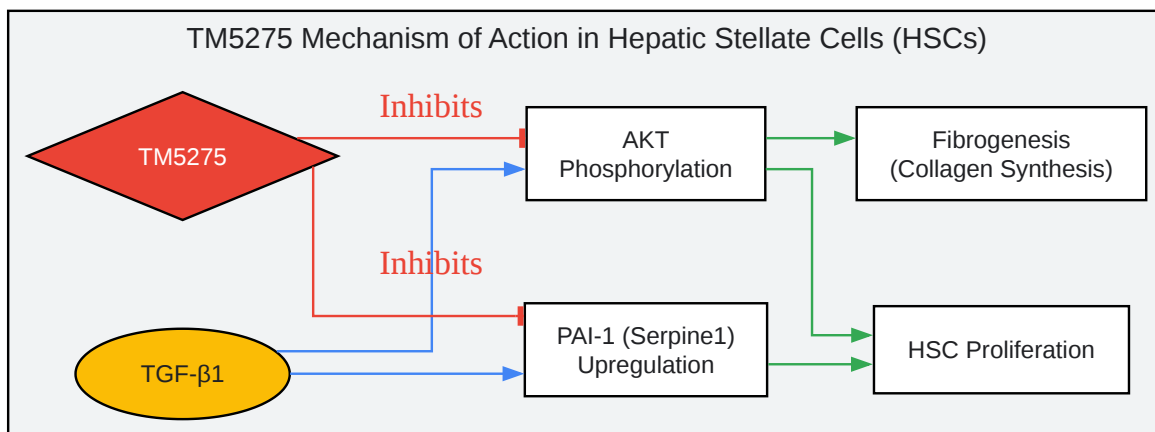 TM5275 Mechanism of Action in Hepatic Stellate Cells (HSCs)
Inhibits
TM5275
AKT
Phosphorylation
Fibrogenesis
(Collagen Synthesis)
Inhibits
TGF-β1
PAI-1 (Serpine1)
Upregulation
HSC Proliferation